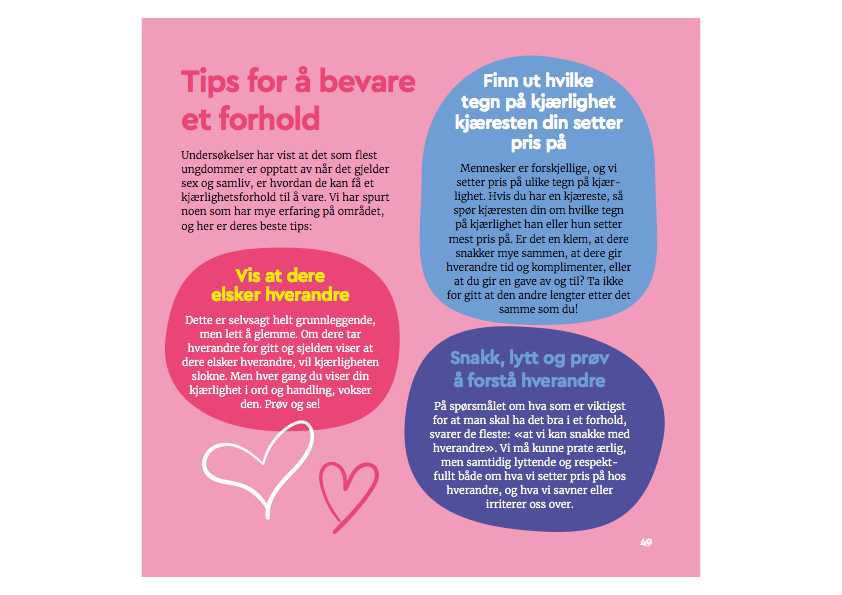 Tips for å bevare
et forhold
Undersøkelser har vist at det som flest
ungdommer er opptatt av når det gjelder
sex og samliv, er hvordan de kan få et
kjærlighetsforhold til å vare. Vi har spurt
noen som har mye erfaring på området,
og her er deres beste tips:
Vis at dere
elsker hverandre
Dette er selvsagt helt grunnleggende,
men lett å glemme. Om dere tar
hverandre for gitt og sjelden viser at
dere elsker hverandre, vil kjærligheten
slokne. Men hver gang du viser din
kjærlighet i ord og handling, vokser
den. Prøv og se!
Finn ut hvilke
tegn på kjærlighet
kjæresten din setter
pris på
Mennesker er forskjellige, og vi
setter pris på ulike tegn på kjær-
lighet. Hvis du har en kjæreste, så
spør kjæresten din om hvilke tegn
på kjærlighet han eller hun setter
mest pris på. Er det en klem, at dere
snakker mye sammen, at dere gir
hverandre tid og komplimenter, eller
at du gir en gave av og til? Ta ikke
for gitt at den andre lengter etter det
samme som du!
Snakk, lytt og prøv
å forstå hverandre
På spørsmålet om hva som er viktigst
for at man skal ha det bra i et forhold,
svarer de fleste: «at vi kan snakke med
hverandre». Vi må kunne prate ærlig,
men samtidig lyttende og respekt-
fullt både om hva vi setter pris på hos
hverandre, og hva vi savner eller
irriterer oss over.
49